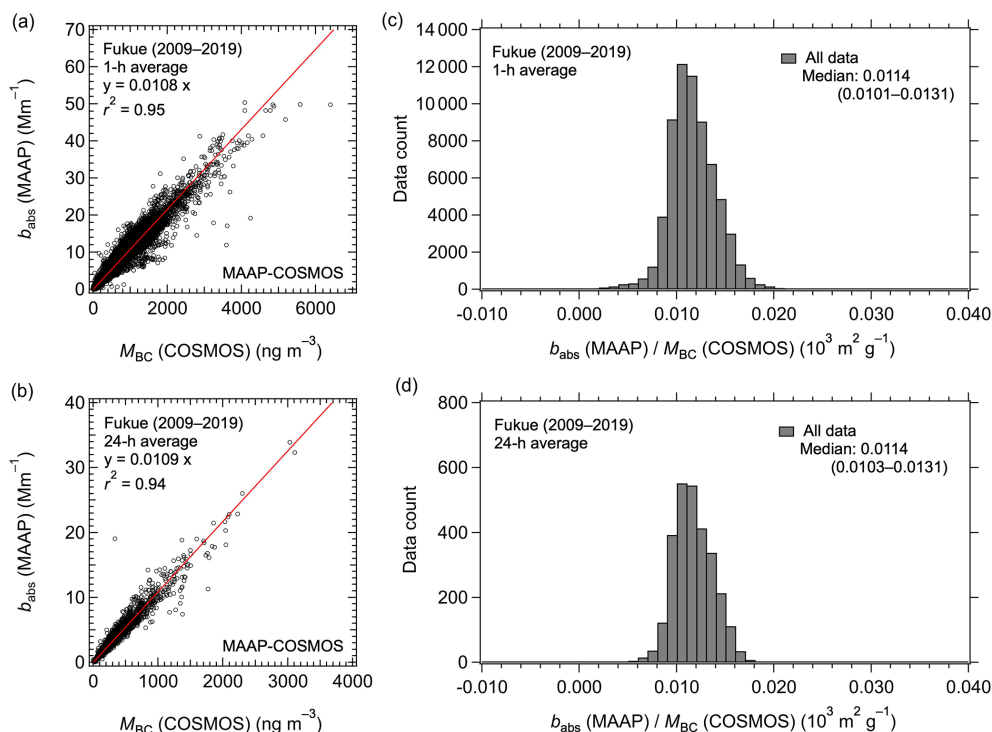 (a)
70
60
50
40
30
20
10
0
b_abs (MAAP) (Mm⁻¹)
Fukue (2009–2019)
1-h average
y = 0.0108 x
r² = 0.95
MAAP-COSMOS
0 2000 4000 6000
M_BC (COSMOS) (ng m⁻³)
(c)
14 000
12 000
10 000
8000
6000
4000
2000
0
Data count
Fukue (2009–2019)
1-h average
All data
Median: 0.0114
(0.0101–0.0131)
-0.010 0.000 0.010 0.020 0.030 0.040
b_abs (MAAP) / M_BC (COSMOS) (10³ m² g⁻¹)
(b)
40
30
20
10
0
b_abs (MAAP) (Mm⁻¹)
Fukue (2009–2019)
24-h average
y = 0.0109 x
r² = 0.94
MAAP-COSMOS
0 1000 2000 3000 4000
M_BC (COSMOS) (ng m⁻³)
(d)
800
600
400
200
0
Data count
Fukue (2009–2019)
24-h average
All data
Median: 0.0114
(0.0103–0.0131)
-0.010 0.000 0.010 0.020 0.030 0.040
b_abs (MAAP) / M_BC (COSMOS) (10³ m² g⁻¹)